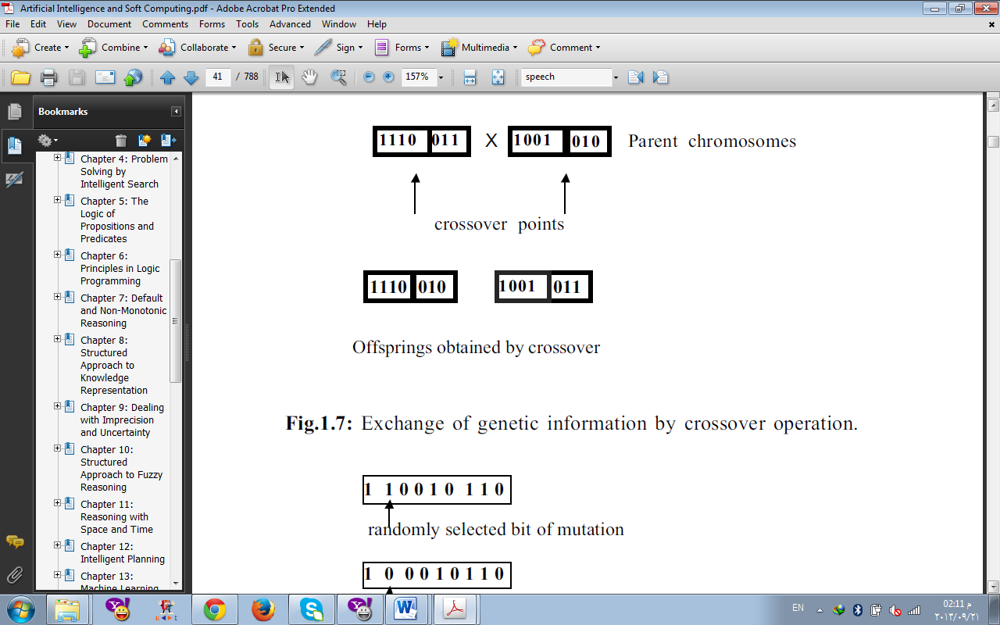 Artificial Intelligence and Soft Computing.pdf - Adobe Acrobat Pro Extended
File Edit View Document Comments Forms Tools Advanced Window Help
Create Combine Collaborate Secure Sign Forms Multimedia Comment
41 / 788 157% speech
Bookmarks
Chapter 4: Problem
Solving by
Intelligent Search
Chapter 5: The
Logic of
Propositions and
Predicates
Chapter 6:
Principles in Logic
Programming
Chapter 7: Default
and Non-Monotonic
Reasoning
Chapter 8:
Structured
Approach to
Knowledge
Representation
Chapter 9: Dealing
with Imprecision
and Uncertainty
Chapter 10:
Structured
Approach to Fuzzy
Reasoning
Chapter 11:
Reasoning with
Space and Time
Chapter 12:
Intelligent Planning
Chapter 13:
Machine Learning
1110 011 X 1001 010 Parent chromosomes
crossover points
1110 010 1001 011
Offsprings obtained by crossover
Fig.1.7: Exchange of genetic information by crossover operation.
1 1 0 0 1 0 1 1 0
randomly selected bit of mutation
1 0 0 0 1 0 1 1 0
EN
02:11 م
٢٠١٣/٠٩/٢١